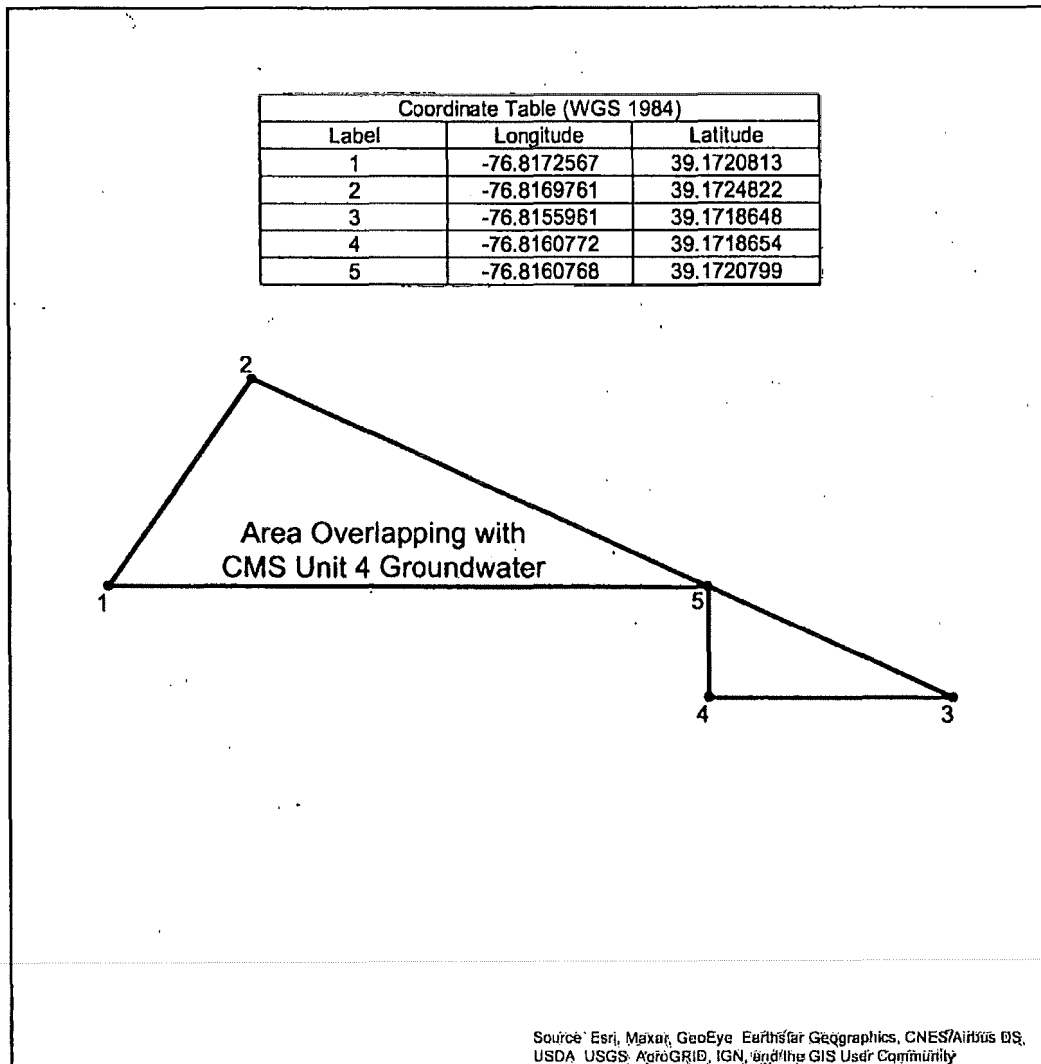 Coordinate Table (WGS 1984)
Label Longitude Latitude
1 -76.8172567 39.1720813
2 -76.8169761 39.1724822
3 -76.8155961 39.1718648
4 -76.8160772 39.1718654
5 -76.8160768 39.1720799
2
Area Overlapping with
CMS Unit 4 Groundwater
1
5
4
3
Source: Esri, Maxar, GeoEye, Earthstar Geographics, CNES/Airbus DS,
USDA, USGS, AeroGRID, IGN, and the GIS User Community